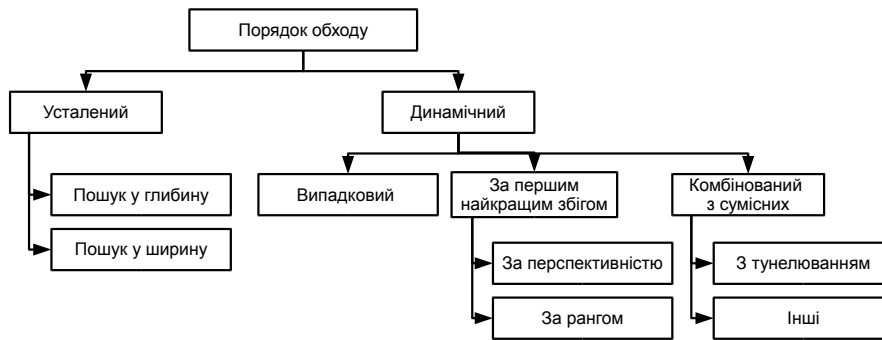 Порядок обходу
Усталений
Динамічний
Пошук у глибину
Пошук у ширину
Випадковий
За першим
найкращим збігом
Комбінований
з сумісних
За перспективністю
За рангом
З тунелюванням
Інші